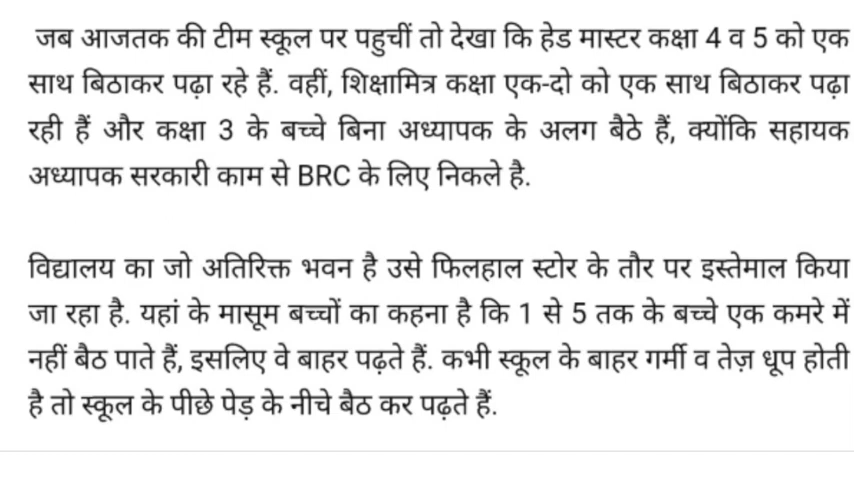 जब आजतक की टीम स्कूल पर पहुचीं तो देखा कि हेड मास्टर कक्षा 4 व 5 को एक
साथ बिठाकर पढ़ा रहे हैं. वहीं, शिक्षामित्र कक्षा एक-दो को एक साथ बिठाकर पढ़ा
रही हैं और कक्षा 3 के बच्चे बिना अध्यापक के अलग बैठे हैं, क्योंकि सहायक
अध्यापक सरकारी काम से BRC के लिए निकले है.
विद्यालय का जो अतिरिक्त भवन है उसे फिलहाल स्टोर के तौर पर इस्तेमाल किया
जा रहा है. यहां के मासूम बच्चों का कहना है कि 1 से 5 तक के बच्चे एक कमरे में
नहीं बैठ पाते हैं, इसलिए वे बाहर पढ़ते हैं. कभी स्कूल के बाहर गर्मी व तेज़ धूप होती
है तो स्कूल के पीछे पेड़ के नीचे बैठ कर पढ़ते हैं.